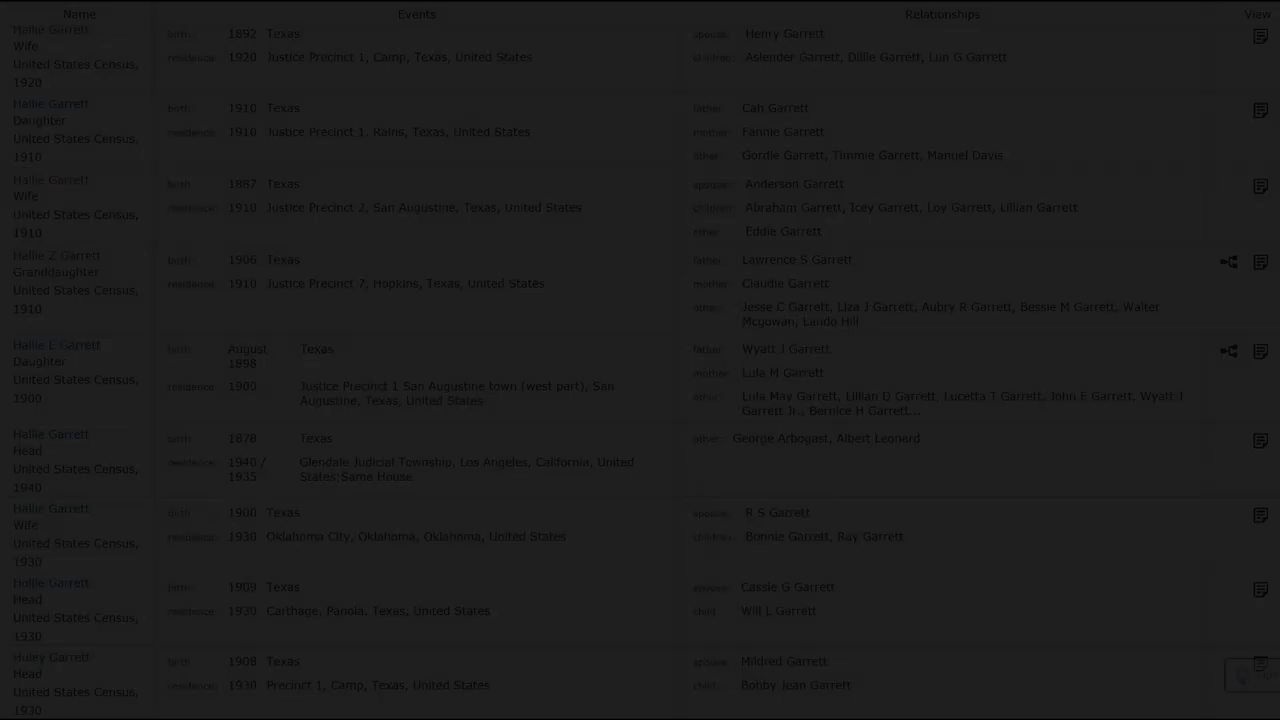 Name Events Relationships View
Hallie Garrett
Wife
United States Census,
1920
birth: 1892 Texas
residence: 1920 Justice Precinct 1, Camp, Texas, United States
spouse: Henry Garrett
children: Aslender Garrett, Dillie Garrett, Lun G Garrett
Hallie Garrett
Daughter
United States Census,
1910
birth: 1910 Texas
residence: 1910 Justice Precinct 1, Rains, Texas, United States
father: Cah Garrett
mother: Fannie Garrett
other: Gordie Garrett, Timmie Garrett, Manuel Davis
Hallie Garrett
Wife
United States Census,
1910
birth: 1887 Texas
residence: 1910 Justice Precinct 2, San Augustine, Texas, United States
spouse: Anderson Garrett
children: Abraham Garrett, Icey Garrett, Loy Garrett, Lillian Garrett
other: Eddie Garrett
Hallie Z Garrett
Granddaughter
United States Census,
1910
birth: 1906 Texas
residence: 1910 Justice Precinct 7, Hopkins, Texas, United States
father: Lawrence S Garrett
mother: Claudie Garrett
other: Jesse C Garrett, Liza J Garrett, Aubry R Garrett, Bessie M Garrett, Walter
Mcgowan, Lando Hill
Hallie E Garrett
Daughter
United States Census,
1900
birth: August Texas
1898
residence: 1900 Justice Precinct 1 San Augustine town (west part), San
Augustine, Texas, United States
father: Wyatt J Garrett
mother: Lula M Garrett
other: Lula May Garrett, Lillian D Garrett, Lucetta T Garrett, John E Garrett, Wyatt J
Garrett Jr., Bernice H Garrett...
Hallie Garrett
Head
United States Census,
1940
birth: 1878 Texas
residence: 1940 / Glendale Judicial Township, Los Angeles, California, United
1935 States;Same House
other: George Arbogast, Albert Leonard
Hallie Garrett
Wife
United States Census,
1930
birth: 1900 Texas
residence: 1930 Oklahoma City, Oklahoma, Oklahoma, United States
spouse: R S Garrett
children: Bonnie Garrett, Ray Garrett
Hollie Garrett
Head
United States Census,
1930
birth: 1909 Texas
residence: 1930 Carthage, Panola, Texas, United States
spouse: Cassie G Garrett
child: Will L Garrett
Hulley Garrett
Head
United States Census,
1930
birth: 1908 Texas
residence: 1930 Precinct 1, Camp, Texas, United States
spouse: Mildred Garrett
child: Bobby Jean Garrett